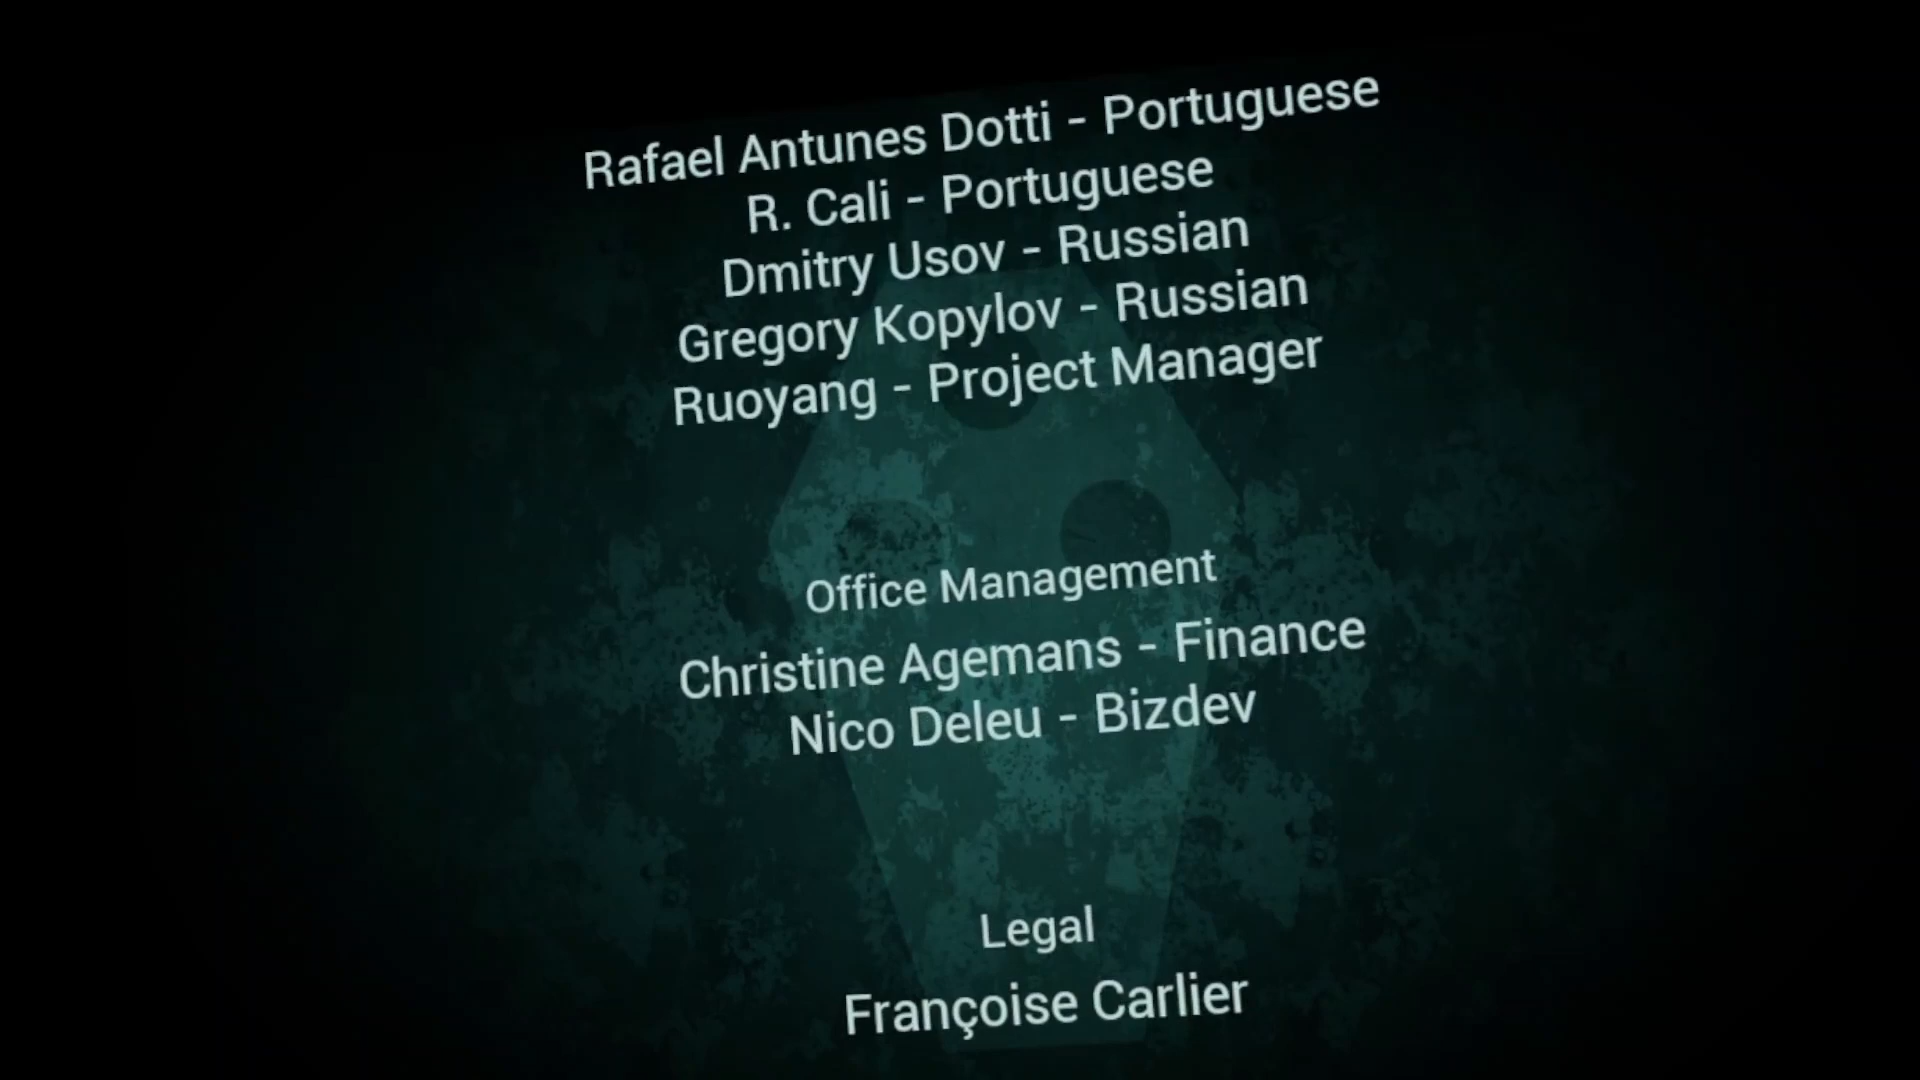 Rafael Antunes Dotti - Portuguese
R. Cali - Portuguese
Dmitry Usov - Russian
Gregory Kopylov - Russian
Ruoyang - Project Manager
Office Management
Christine Agemans - Finance
Nico Deleu - Bizdev
Legal
Françoise Carlier